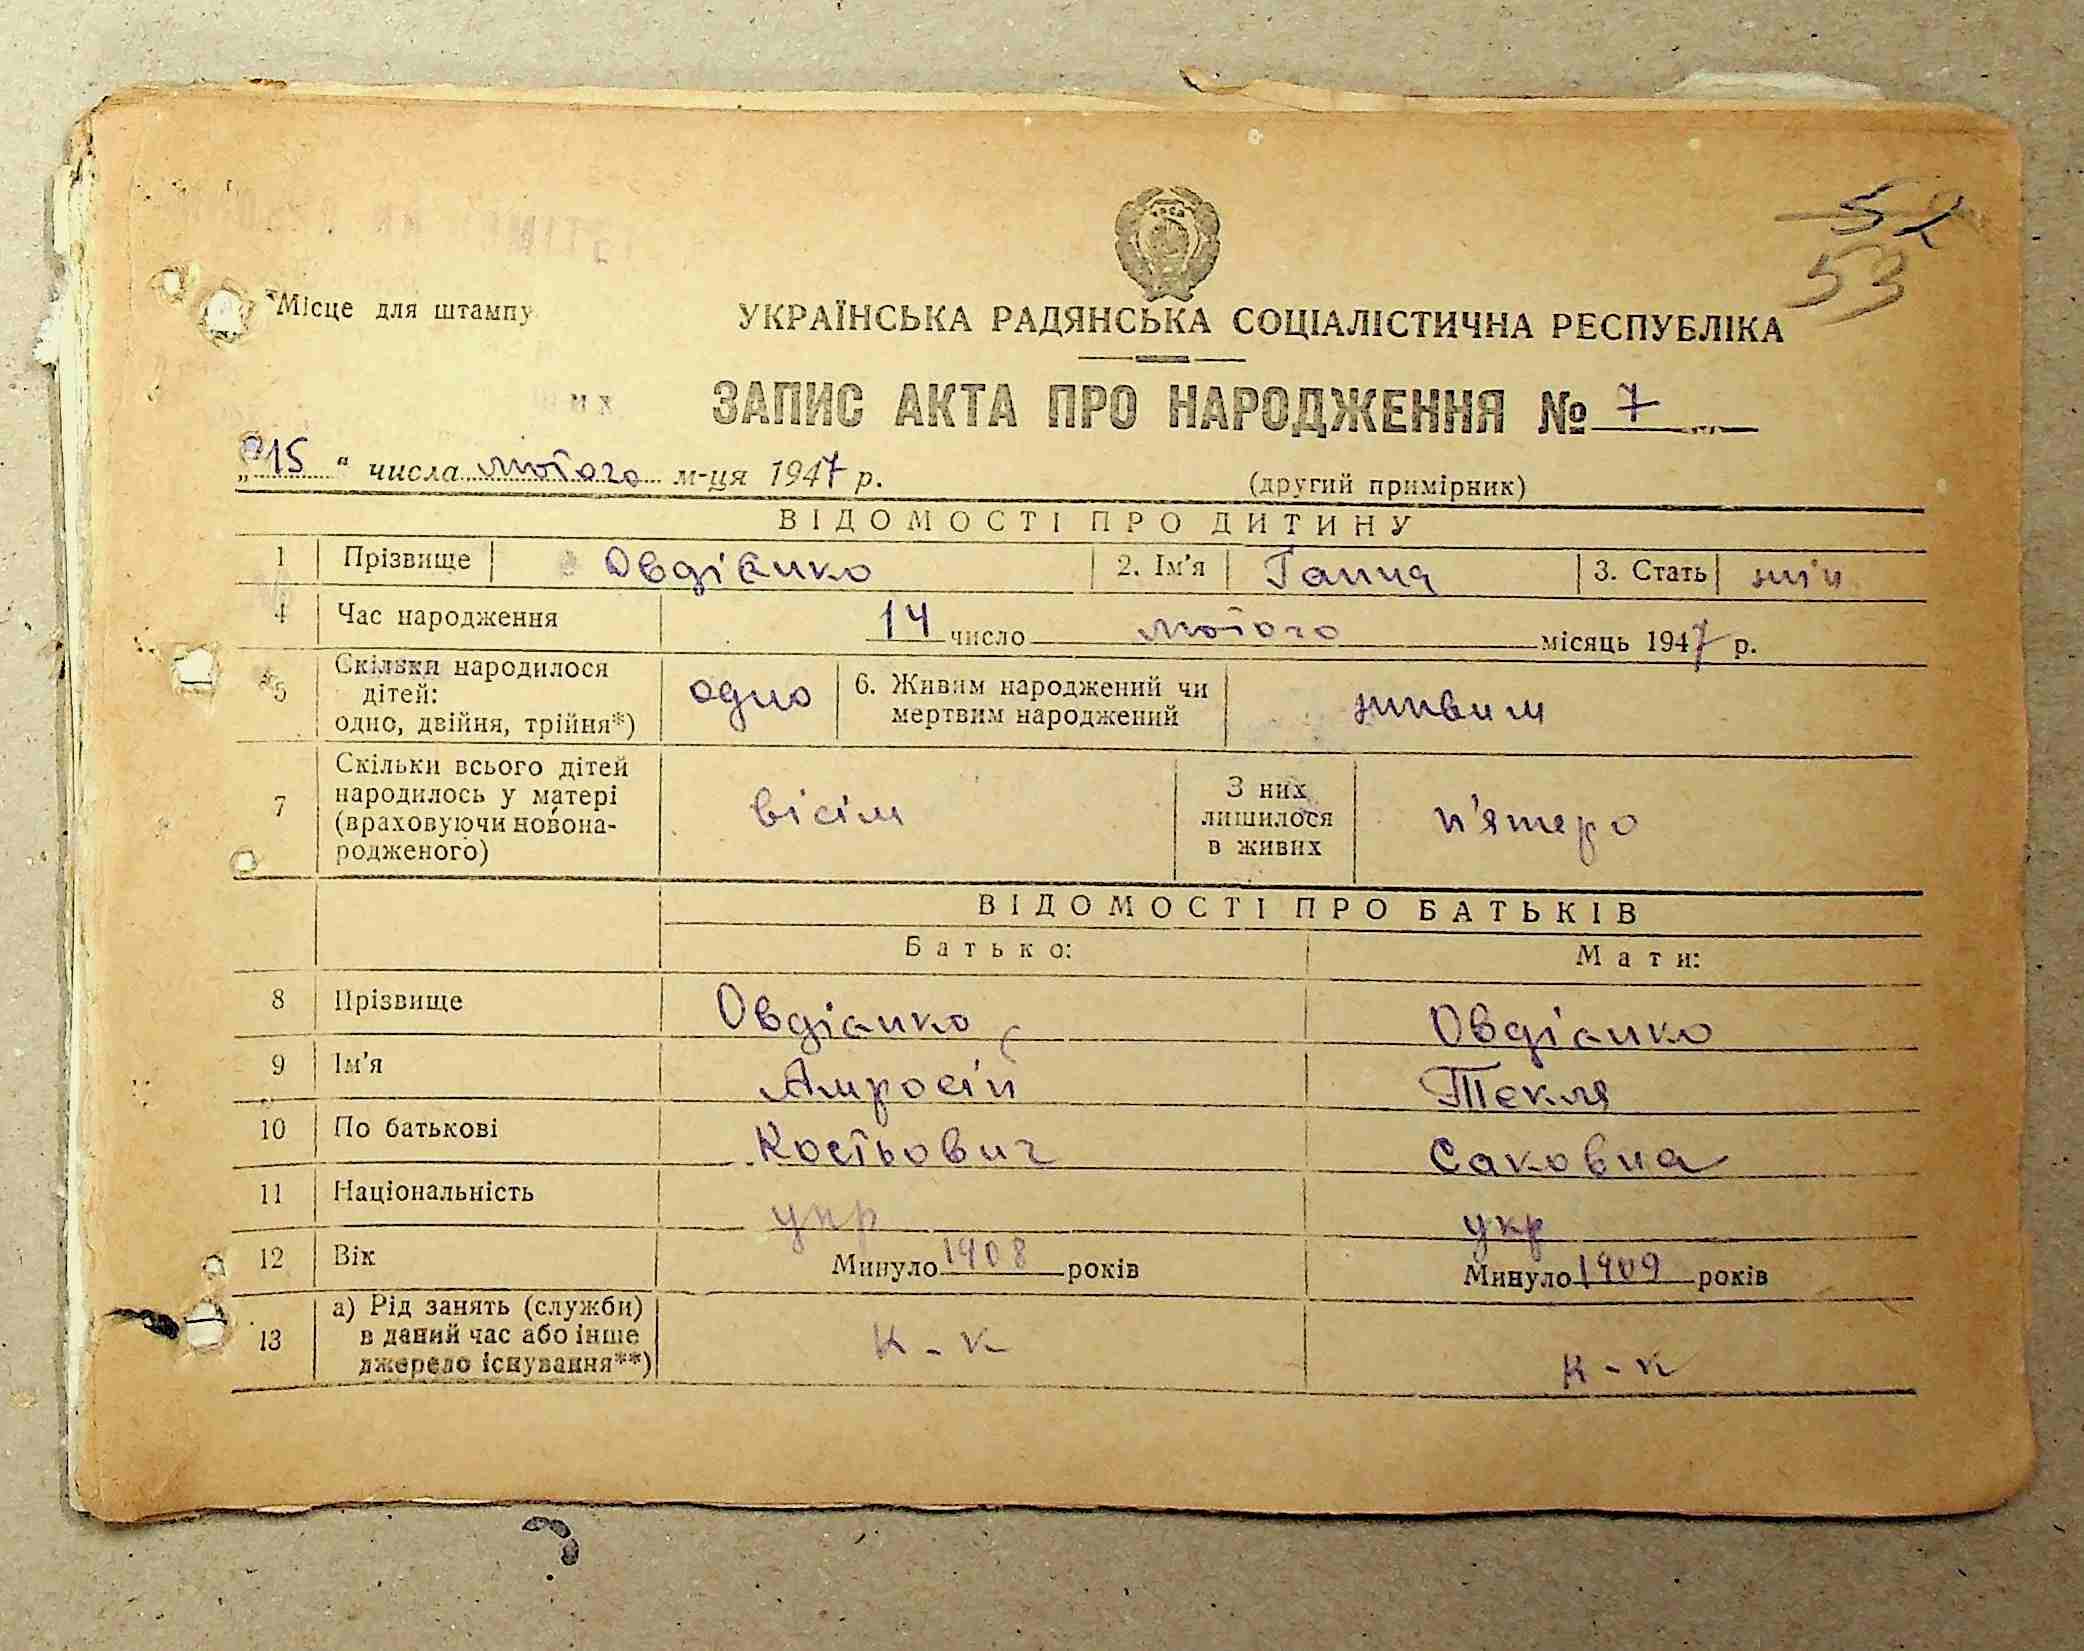 52
53
Місце для штампу
УКРАЇНСЬКА РАДЯНСЬКА СОЦІАЛІСТИЧНА РЕСПУБЛІКА
ЗАПИС АКТА ПРО НАРОДЖЕННЯ № 7
„15“ числа лютого м-ця 1947 р. (другий примірник)
ВІДОМОСТІ ПРО ДИТИНУ
1 Прізвище Овдієнко 2. Ім'я Ганна 3. Стать жін
4 Час народження 14 число лютого місяць 1947 р.
5 Скільки народилося дітей: одно, двійня, трійня*) одно 6. Живим народжений чи мертвим народжений живим
7 Скільки всього дітей народилось у матері (враховуючи новонародженого) вісім З них лишилося в живих п'ятеро
ВІДОМОСТІ ПРО БАТЬКІВ
Батько: Мати:
8 Прізвище Овдієнко Овдієнко
9 Ім'я Амросій Текля
10 По батькові Костьович Саковна
11 Національність укр укр
12 Вік Минуло 1908 років Минуло 1909 років
13 а) Рід занять (служби) в даний час або інше джерело існування**) к-к к-к